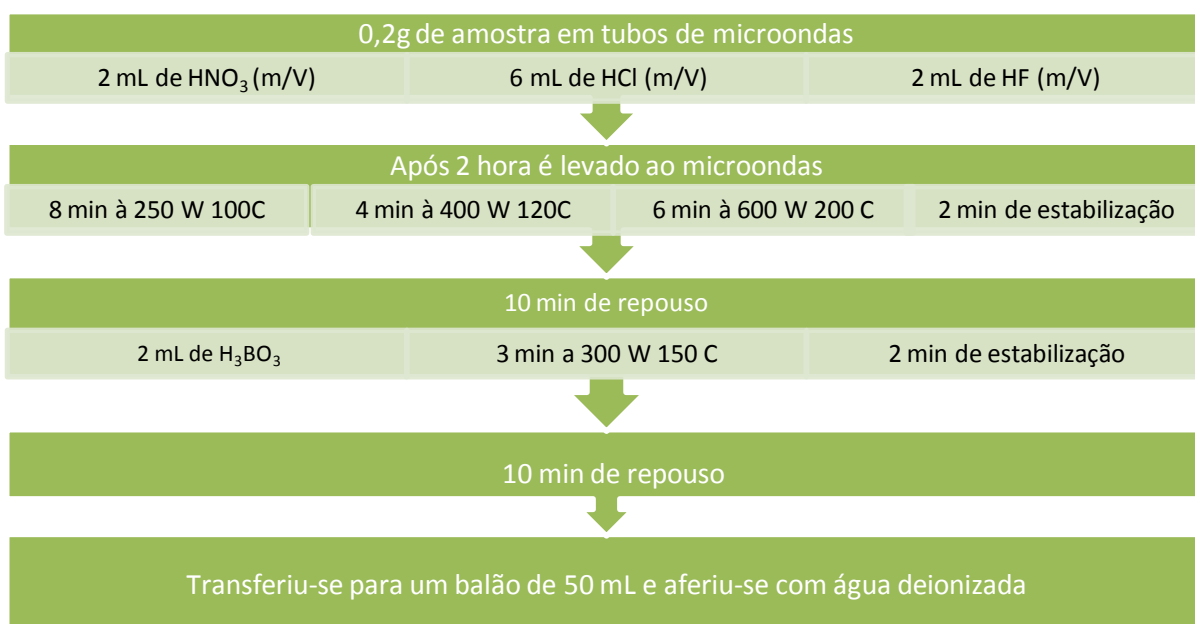 0,2g de amostra em tubos de microondas
2 mL de HNO₃ (m/V)
6 mL de HCl (m/V)
2 mL de HF (m/V)
Após 2 hora é levado ao microondas
8 min à 250 W 100C
4 min à 400 W 120C
6 min à 600 W 200 C
2 min de estabilização
10 min de repouso
2 mL de H₃BO₃
3 min a 300 W 150 C
2 min de estabilização
10 min de repouso
Transferiu-se para um balão de 50 mL e aferiu-se com água deionizada